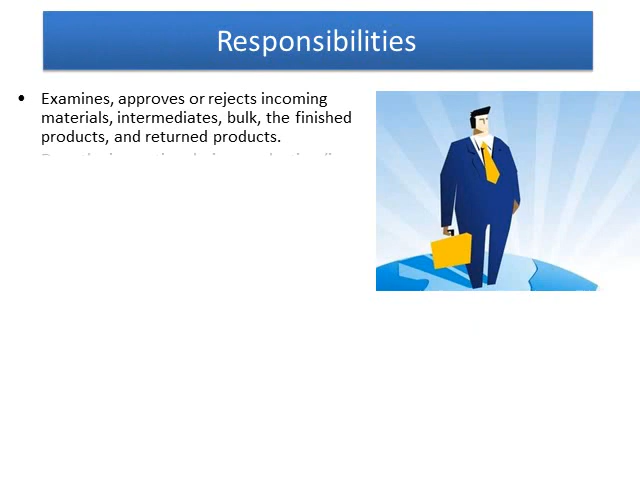 Responsibilities
• Examines, approves or rejects incoming
materials, intermediates, bulk, the finished
products, and returned products.